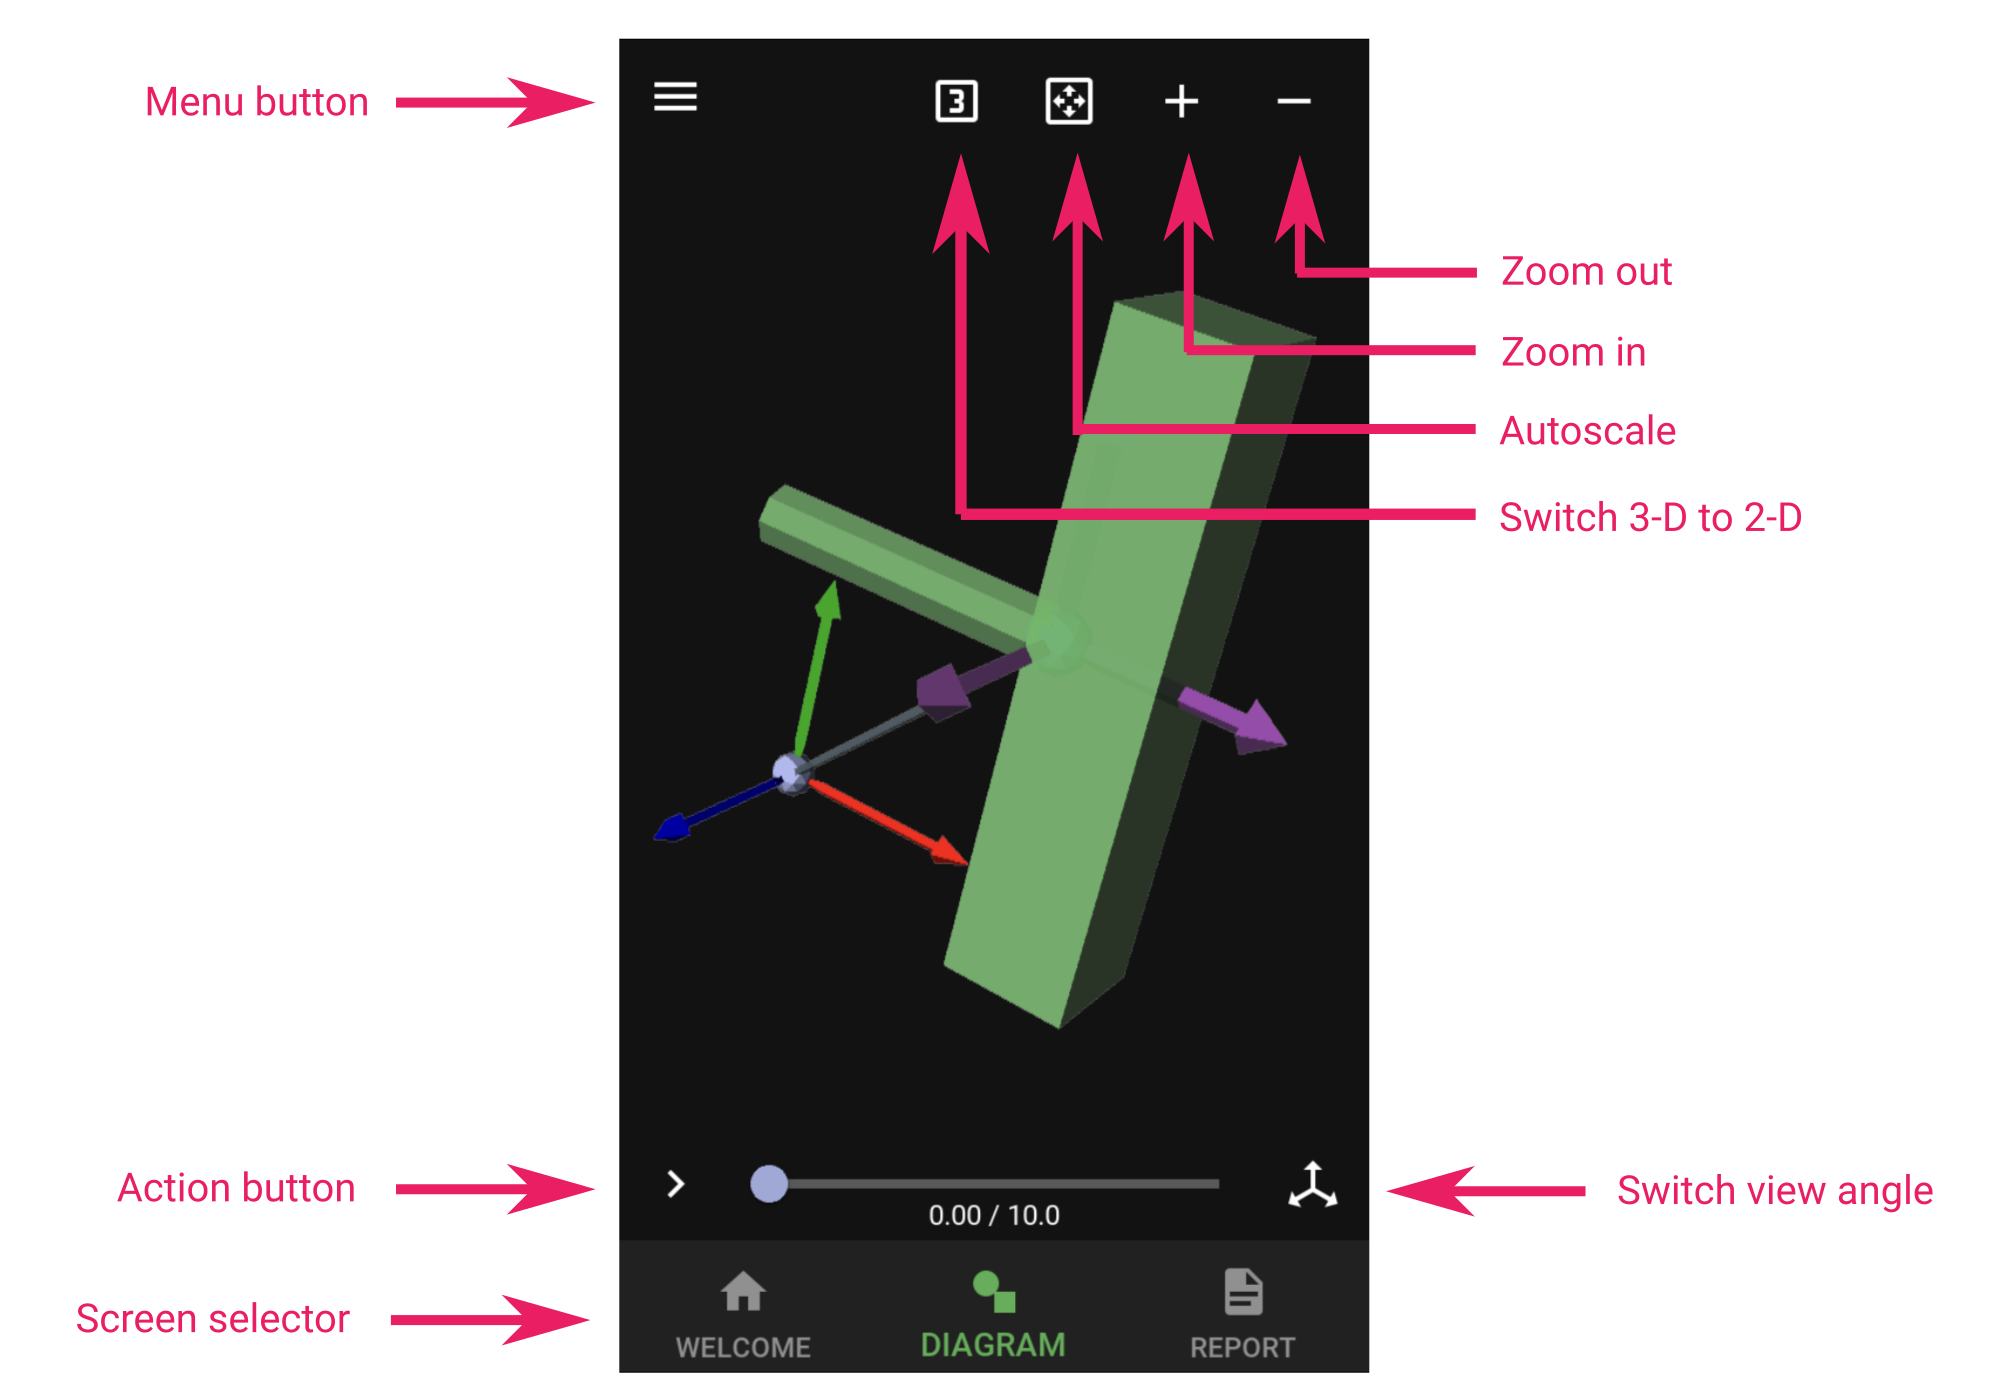 Menu button
3
Zoom out
Zoom in
Autoscale
Switch 3-D to 2-D
Action button
Switch view angle
0.00 / 10.0
Screen selector
WELCOME
DIAGRAM
REPORT